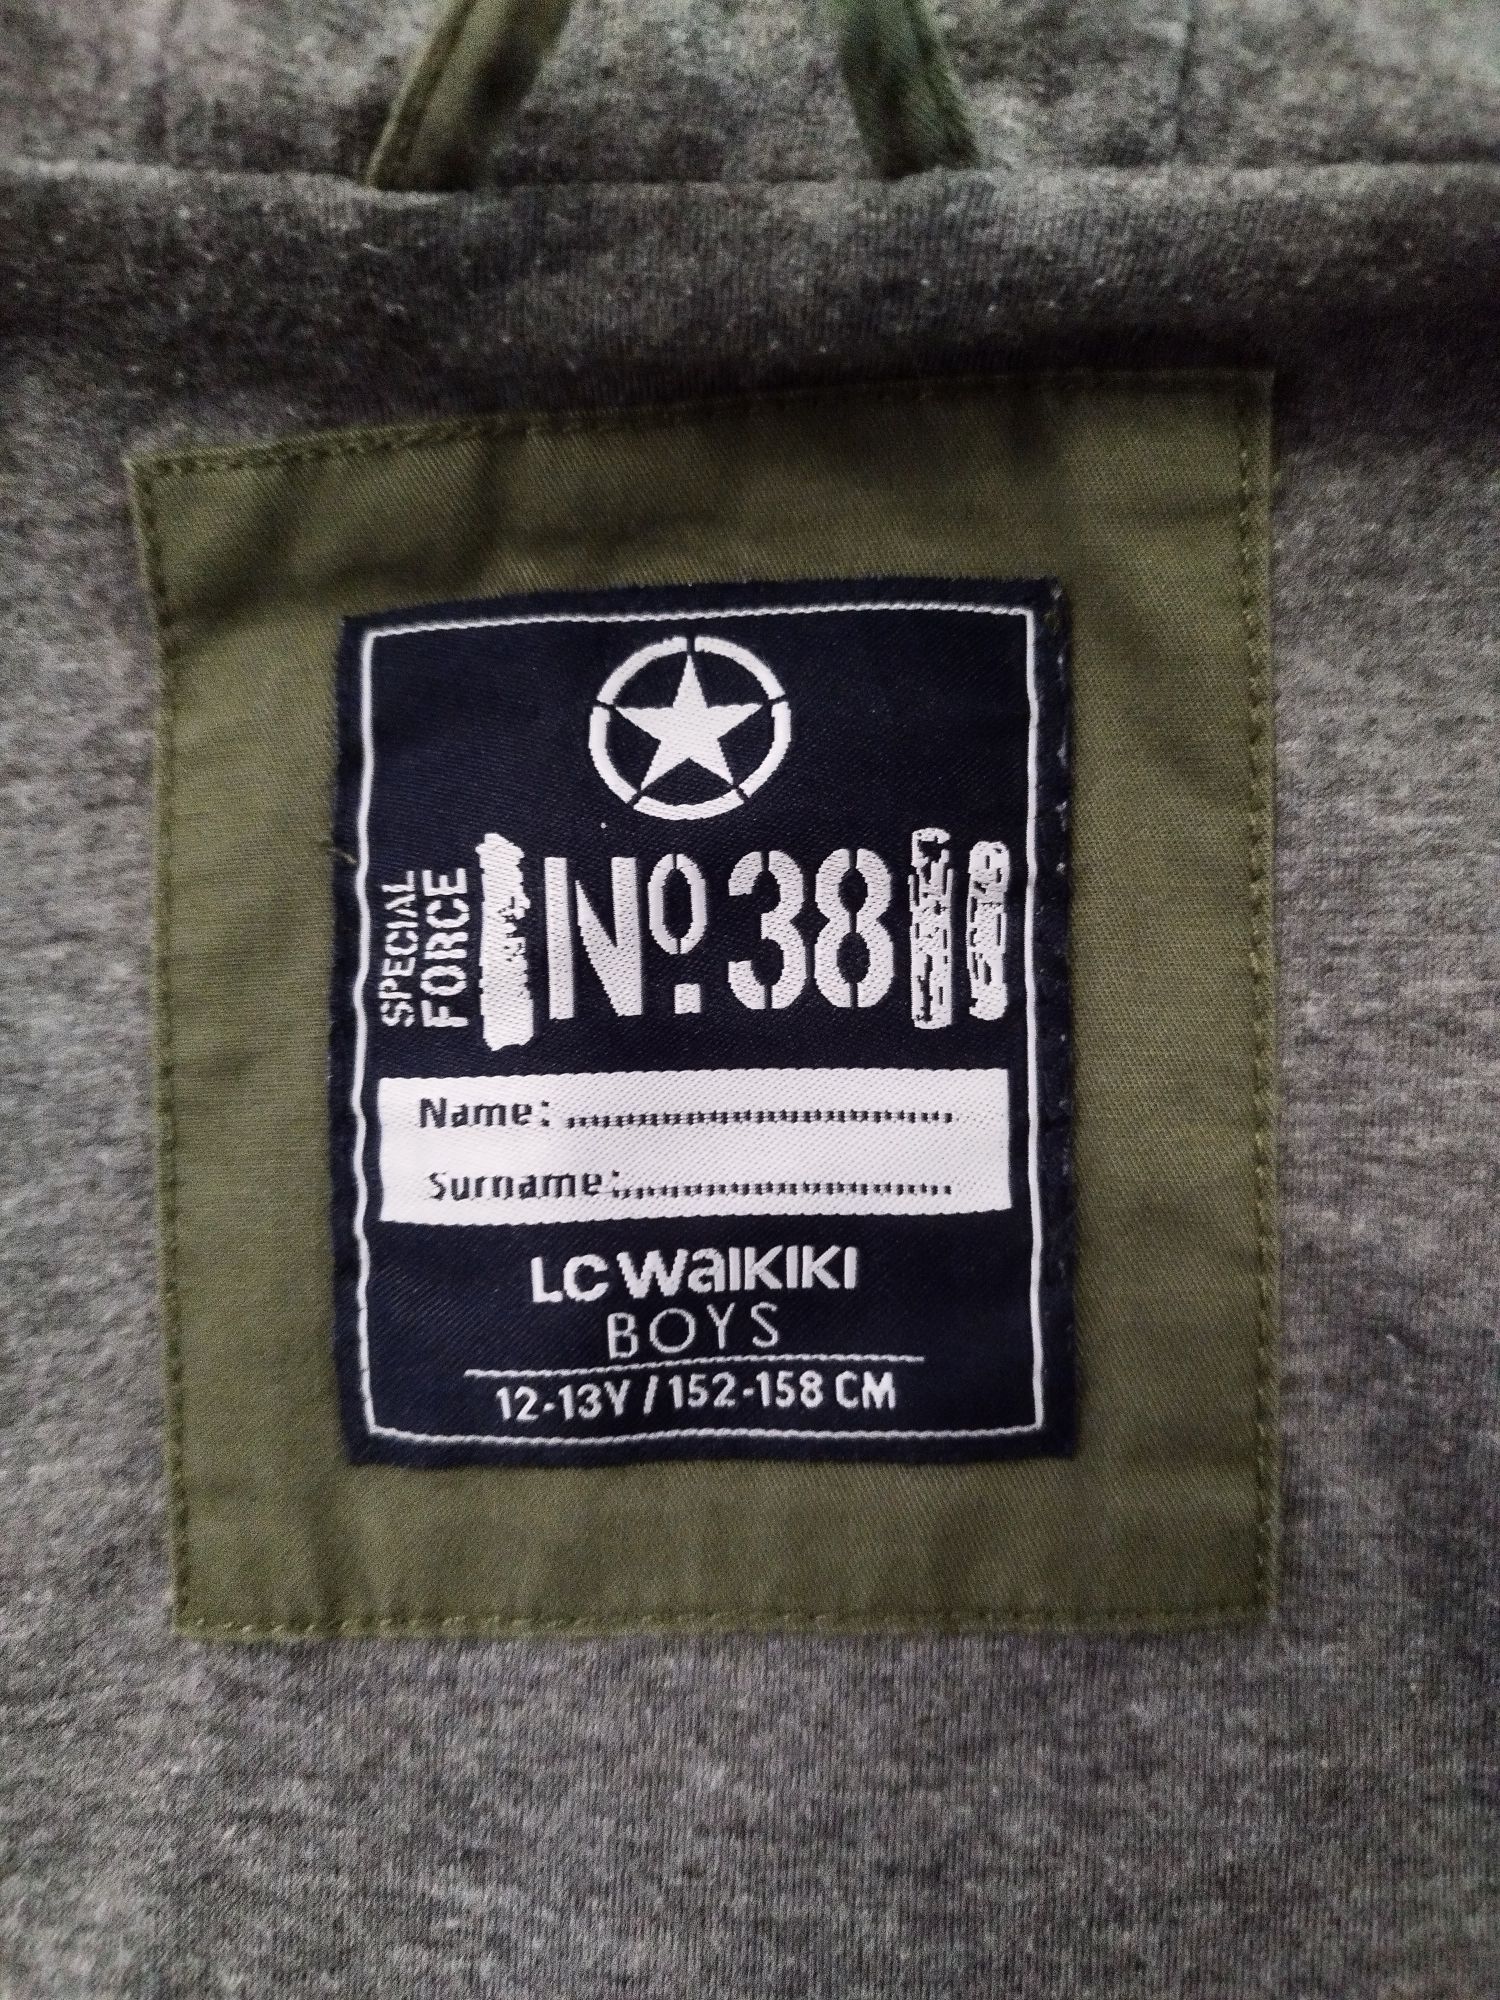 SPECIAL
FORCE
Nº.38
Name:........................
Surname:........................
LC WAIKIKI
BOYS
12-13Y / 152-158 CM